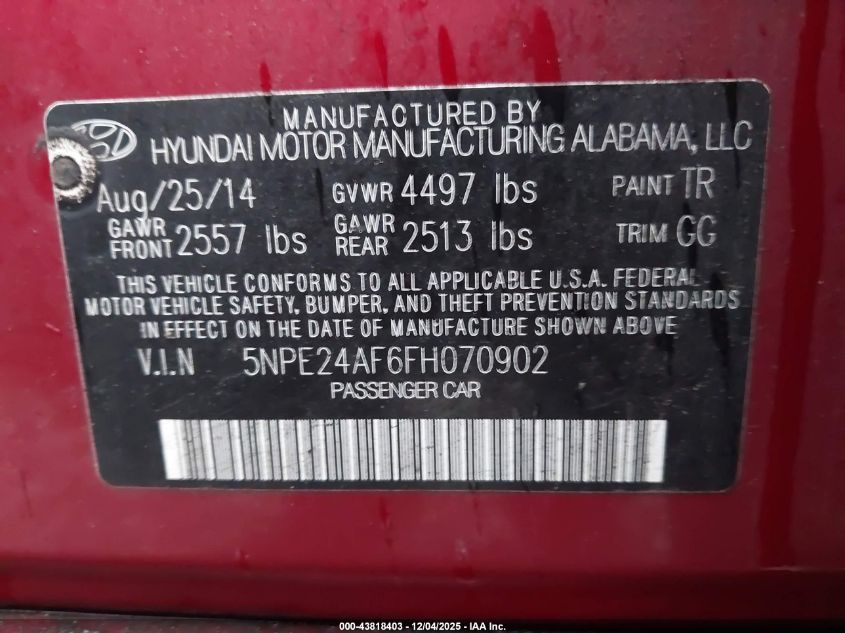 MANUFACTURED BY
HYUNDAI MOTOR MANUFACTURING ALABAMA, LLC
Aug/25/14 GVWR 4497 lbs PAINT TR
GAWR FRONT 2557 lbs GAWR REAR 2513 lbs TRIM GG
THIS VEHICLE CONFORMS TO ALL APPLICABLE U.S.A. FEDERAL
MOTOR VEHICLE SAFETY, BUMPER, AND THEFT PREVENTION STANDARDS
IN EFFECT ON THE DATE OF MANUFACTURE SHOWN ABOVE
V.I.N 5NPE24AF6FH070902
PASSENGER CAR
000-43818403 - 12/04/2025 - IAA Inc.